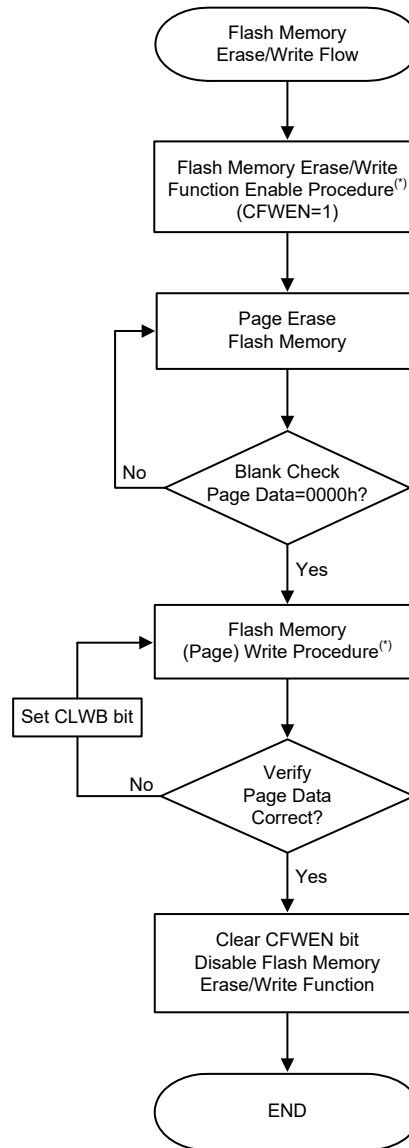 Flash Memory
Erase/Write Flow
Flash Memory Erase/Write
Function Enable Procedure(*)
(CFWEN=1)
Page Erase
Flash Memory
No
Blank Check
Page Data=0000h?
Yes
Flash Memory
(Page) Write Procedure(*)
Set CLWB bit
No
Verify
Page Data
Correct?
Yes
Clear CFWEN bit
Disable Flash Memory
Erase/Write Function
END